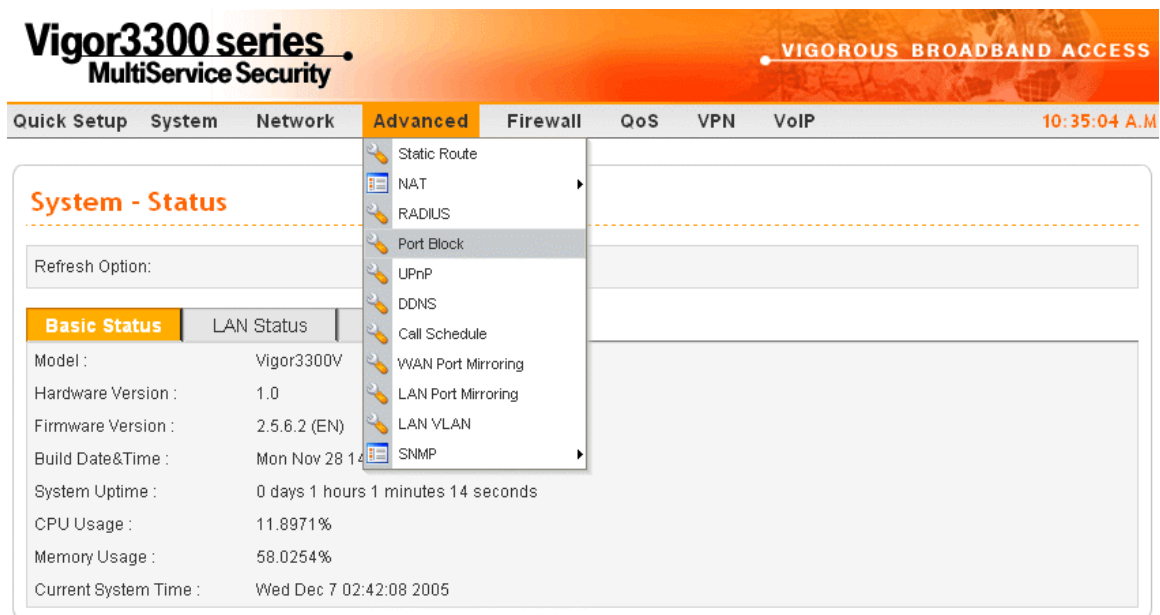 Vigor3300 series
MultiService Security
VIGOROUS BROADBAND ACCESS
Quick Setup System Network Advanced Firewall QoS VPN VoIP 10:35:04 A.M
Static Route
NAT
RADIUS
Port Block
UPnP
DDNS
Call Schedule
WAN Port Mirroring
LAN Port Mirroring
LAN VLAN
SNMP
System - Status
Refresh Option:
Basic Status LAN Status
Model : Vigor3300V
Hardware Version : 1.0
Firmware Version : 2.5.6.2 (EN)
Build Date&Time : Mon Nov 28 14
System Uptime : 0 days 1 hours 1 minutes 14 seconds
CPU Usage : 11.8971%
Memory Usage : 58.0254%
Current System Time : Wed Dec 7 02:42:08 2005